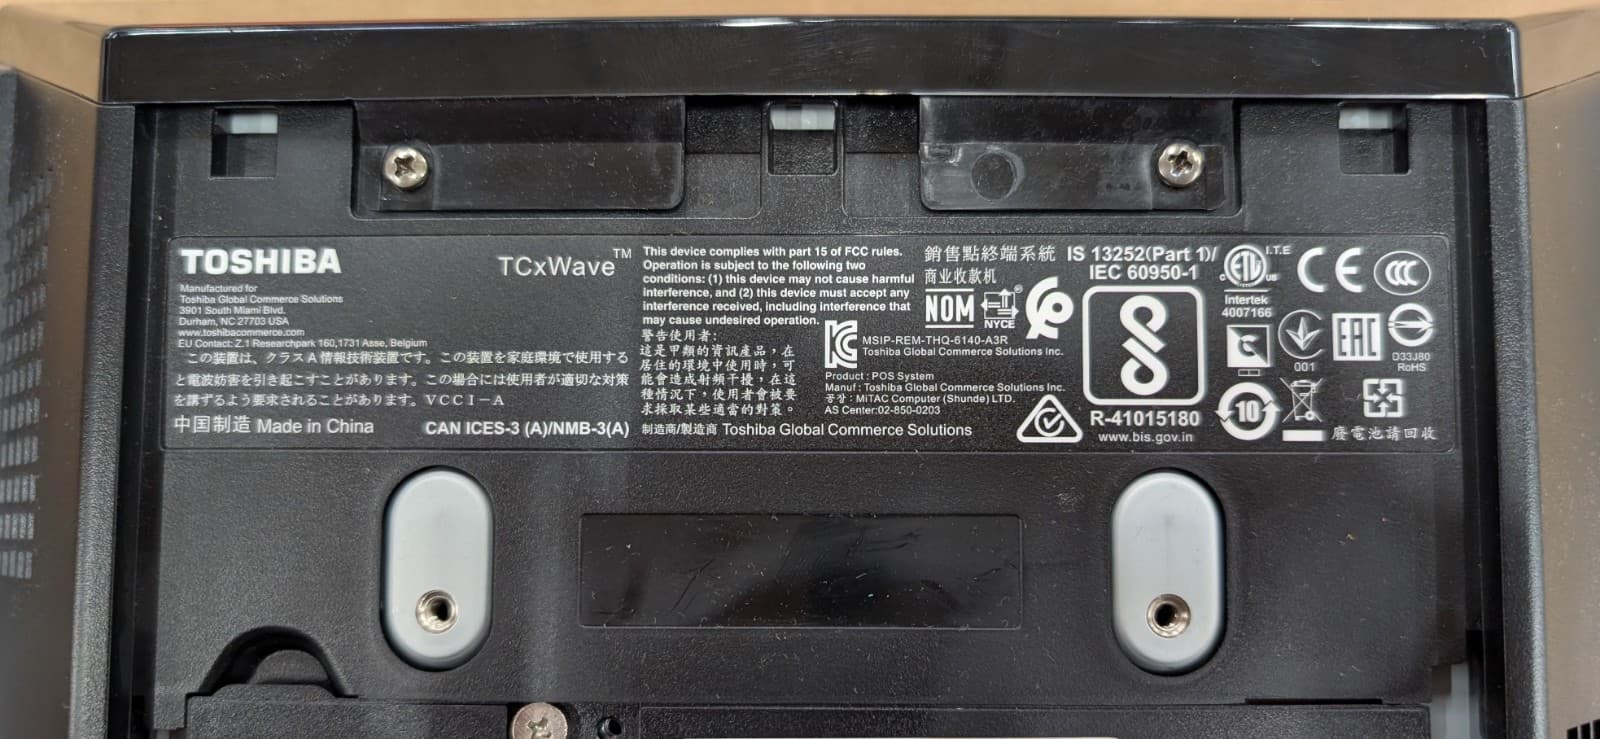 TOSHIBA
TCxWave™
Manufactured for
Toshiba Global Commerce Solutions
3901 South Miami Blvd.
Durham, NC 27703 USA
www.toshibacommerce.com
EU Contact: Z.1 Researchpark 160,1731 Asse, Belgium
この装置は、クラスA情報技術装置です。この装置を家庭環境で使用する
と電波妨害を引き起こすことがあります。この場合には使用者が適切な対策
を講ずるよう要求されることがあります。VCCI－A
中国制造 Made in China
CAN ICES-3 (A)/NMB-3(A)
This device complies with part 15 of FCC rules.
Operation is subject to the following two
conditions: (1) this device may not cause harmful
interference, and (2) this device must accept any
interference received, including interference that
may cause undesired operation.
警告使用者:
這是甲類的資訊產品，在
居住的環境中使用時，可
能會造成射頻干擾，在這
種情況下，使用者會被要
求採取某些適當的對策。
制造商/製造商 Toshiba Global Commerce Solutions
銷售點終端系統
商业收款机
NOM
NYCE
MSIP-REM-THQ-6140-A3R
Toshiba Global Commerce Solutions Inc.
Product : POS System
Manuf : Toshiba Global Commerce Solutions Inc.
공장 : MiTAC Computer (Shunde) LTD.
AS Center:02-850-0203
IS 13252(Part 1)/
IEC 60950-1
R-41015180
www.bis.gov.in
ETL
C US
I.T.E
Intertek
4007166
CE
CCC
001
EAC
D33J80
RoHS
10
廢電池請回收